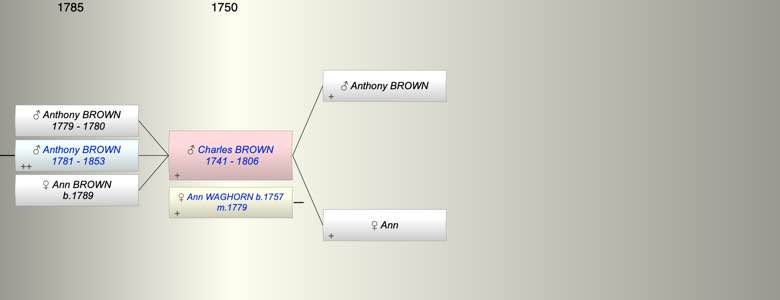 1785
1750
♂ Anthony BROWN
+
♂ Anthony BROWN
1779 - 1780
♂ Anthony BROWN
1781 - 1853
++
♀ Ann BROWN
b.1789
♂ Charles BROWN
1741 - 1806
+
♀ Ann WAGHORN b.1757
m.1779
+
♀ Ann
+